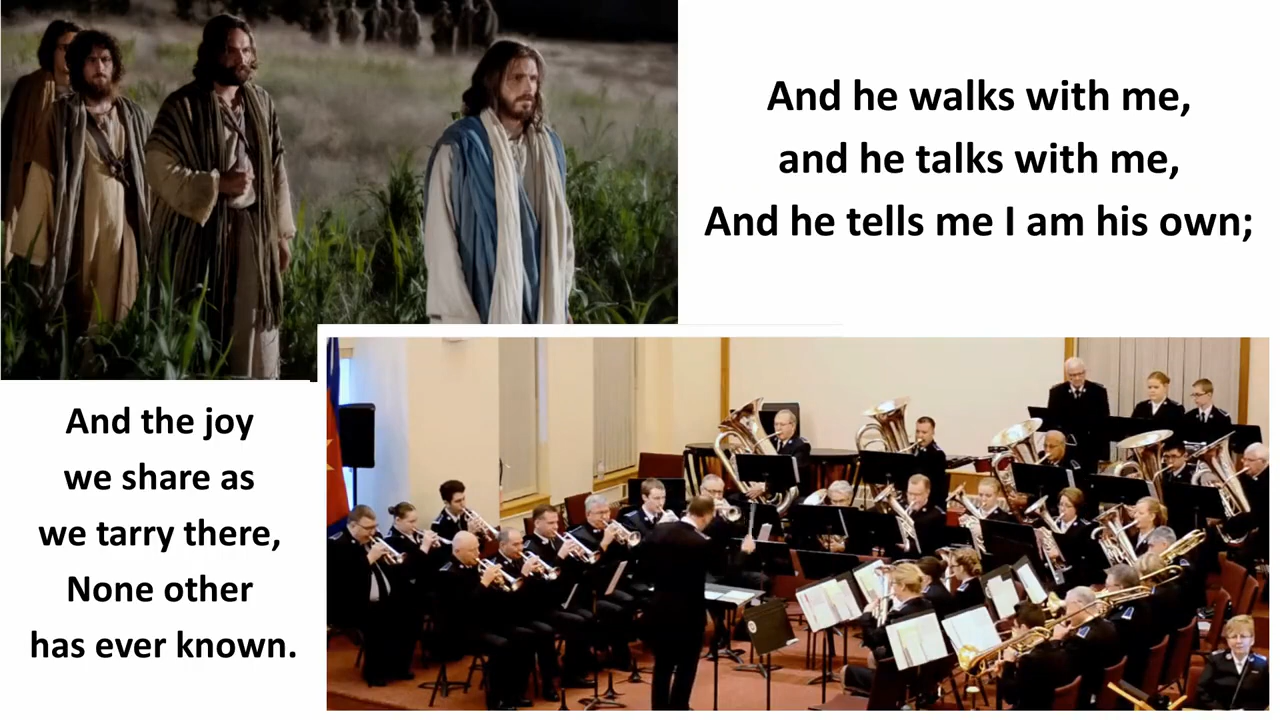 And he walks with me,
and he talks with me,
And he tells me I am his own;
And the joy
we share as
we tarry there,
None other
has ever known.